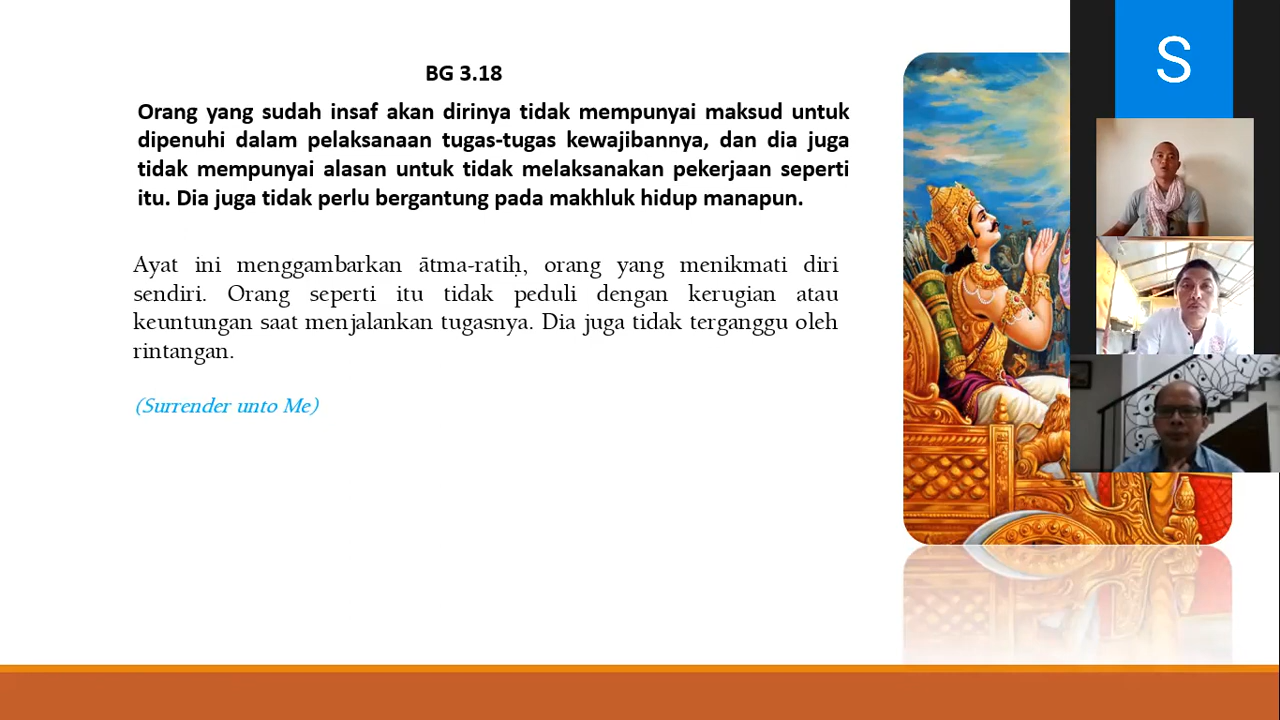 BG 3.18
Orang yang sudah insaf akan dirinya tidak mempunyai maksud untuk
dipenuhi dalam pelaksanaan tugas-tugas kewajibannya, dan dia juga
tidak mempunyai alasan untuk tidak melaksanakan pekerjaan seperti
itu. Dia juga tidak perlu bergantung pada makhluk hidup manapun.
Ayat ini menggambarkan ātma-ratiḥ, orang yang menikmati diri
sendiri. Orang seperti itu tidak peduli dengan kerugian atau
keuntungan saat menjalankan tugasnya. Dia juga tidak terganggu oleh
rintangan.
(Surrender unto Me)
S